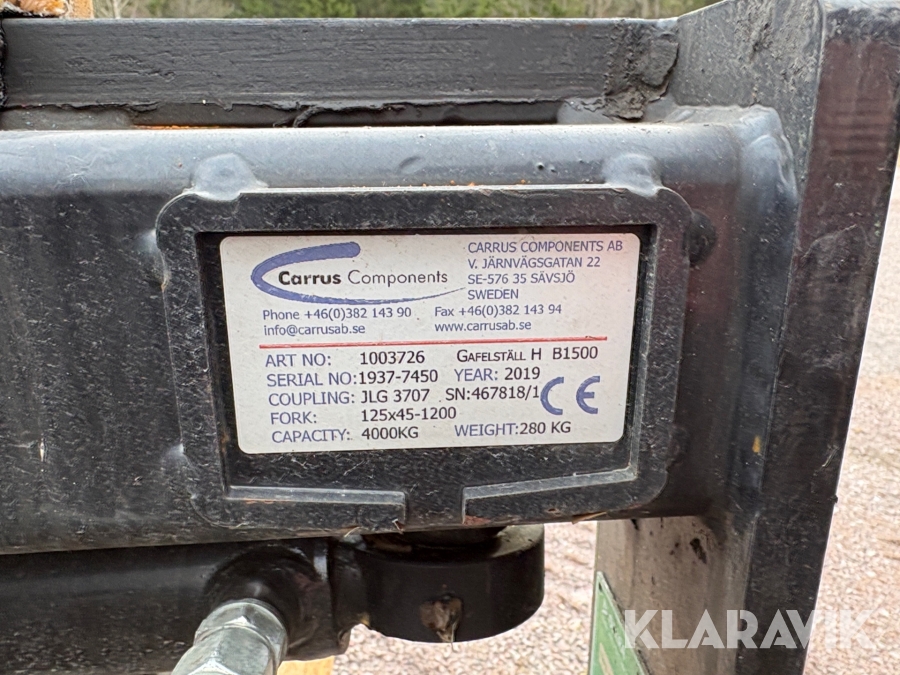 Carrus Components
CARRUS COMPONENTS AB
V. JÄRNVÄGSGATAN 22
SE-576 35 SÄVSJÖ
SWEDEN
Phone +46(0)382 143 90 Fax +46(0)382 143 94
info@carrusab.se www.carrusab.se
ART NO: 1003726 GAFELSTÄLL H B1500
SERIAL NO:1937-7450 YEAR: 2019
COUPLING: JLG 3707 SN:467818/1
FORK: 125x45-1200
CAPACITY: 4000KG WEIGHT:280 KG
CE
KLARAVIK